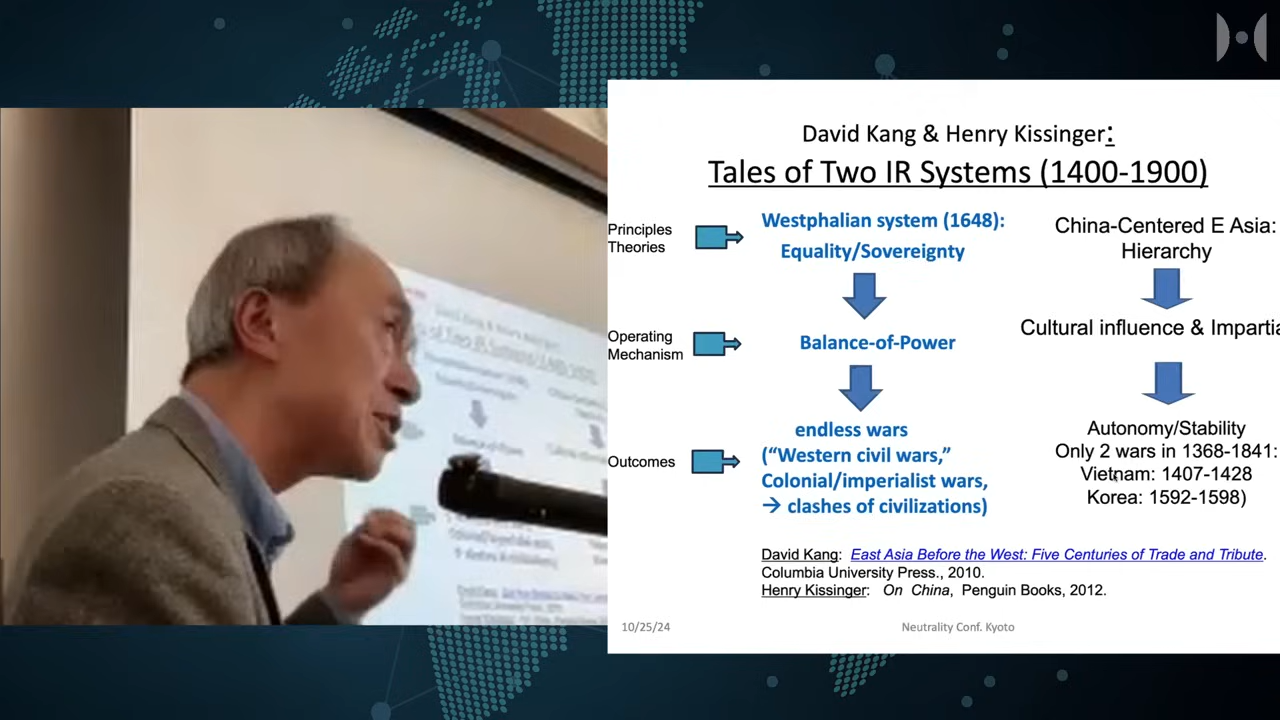 David Kang & Henry Kissinger:
Tales of Two IR Systems (1400-1900)
Principles
Theories
Westphalian system (1648):
Equality/Sovereignty
China-Centered E Asia:
Hierarchy
Operating
Mechanism
Balance-of-Power
Cultural influence &
Outcomes
endless wars
("Western civil wars,"
Colonial/imperialist wars,
→ clashes of civilizations)
Autonomy/Stability
Only 2 wars in 1368-1841:
Vietnam: 1407-1428
Korea: 1592-1598)
David Kang: East Asia Before the West: Five Centuries of Trade and Tribute.
Columbia University Press., 2010.
Henry Kissinger: On China, Penguin Books, 2012.
10/25/24
Neutrality Conf. Kyoto